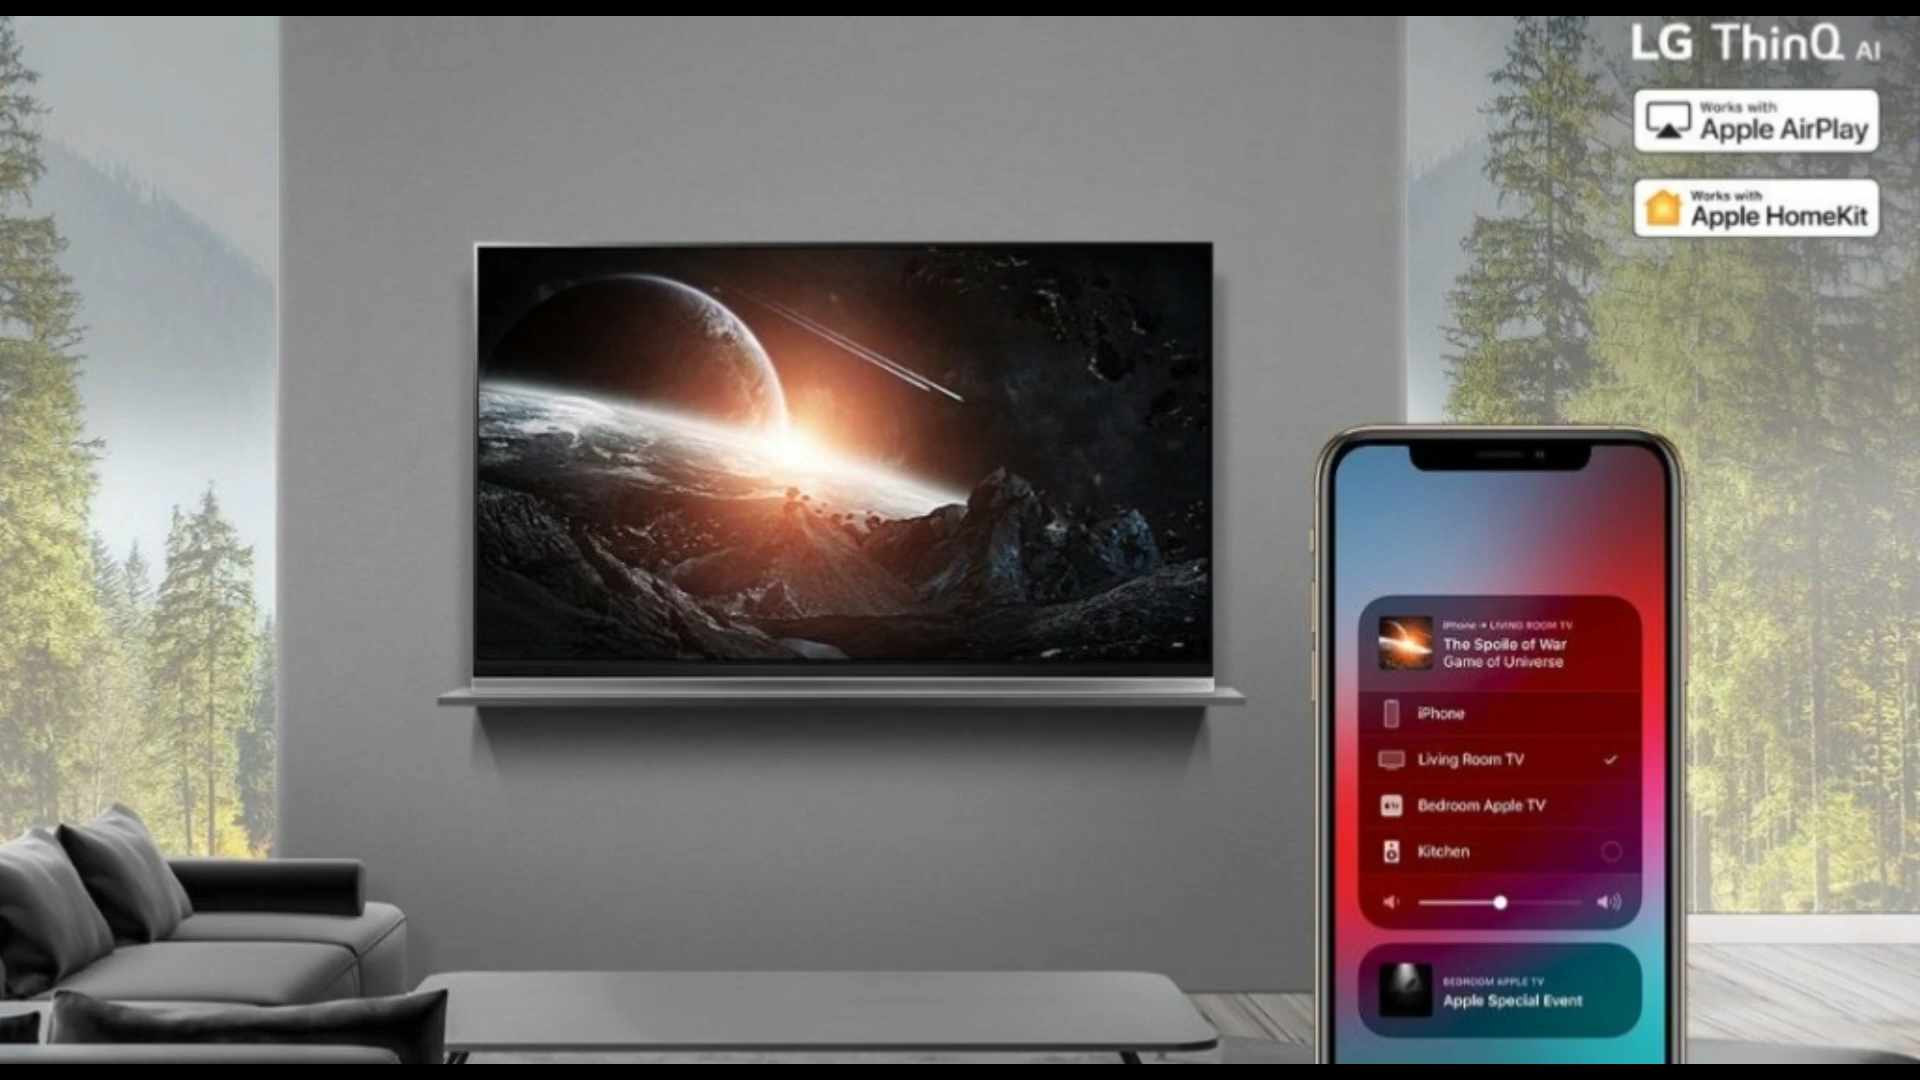 LG ThinQ AI
Works with
Apple AirPlay
Works with
Apple HomeKit
iPhone → LIVING ROOM TV
The Spoile of War
Game of Universe
iPhone
Living Room TV
Bedroom Apple TV
Kitchen
BEDROOM APPLE TV
Apple Special Event